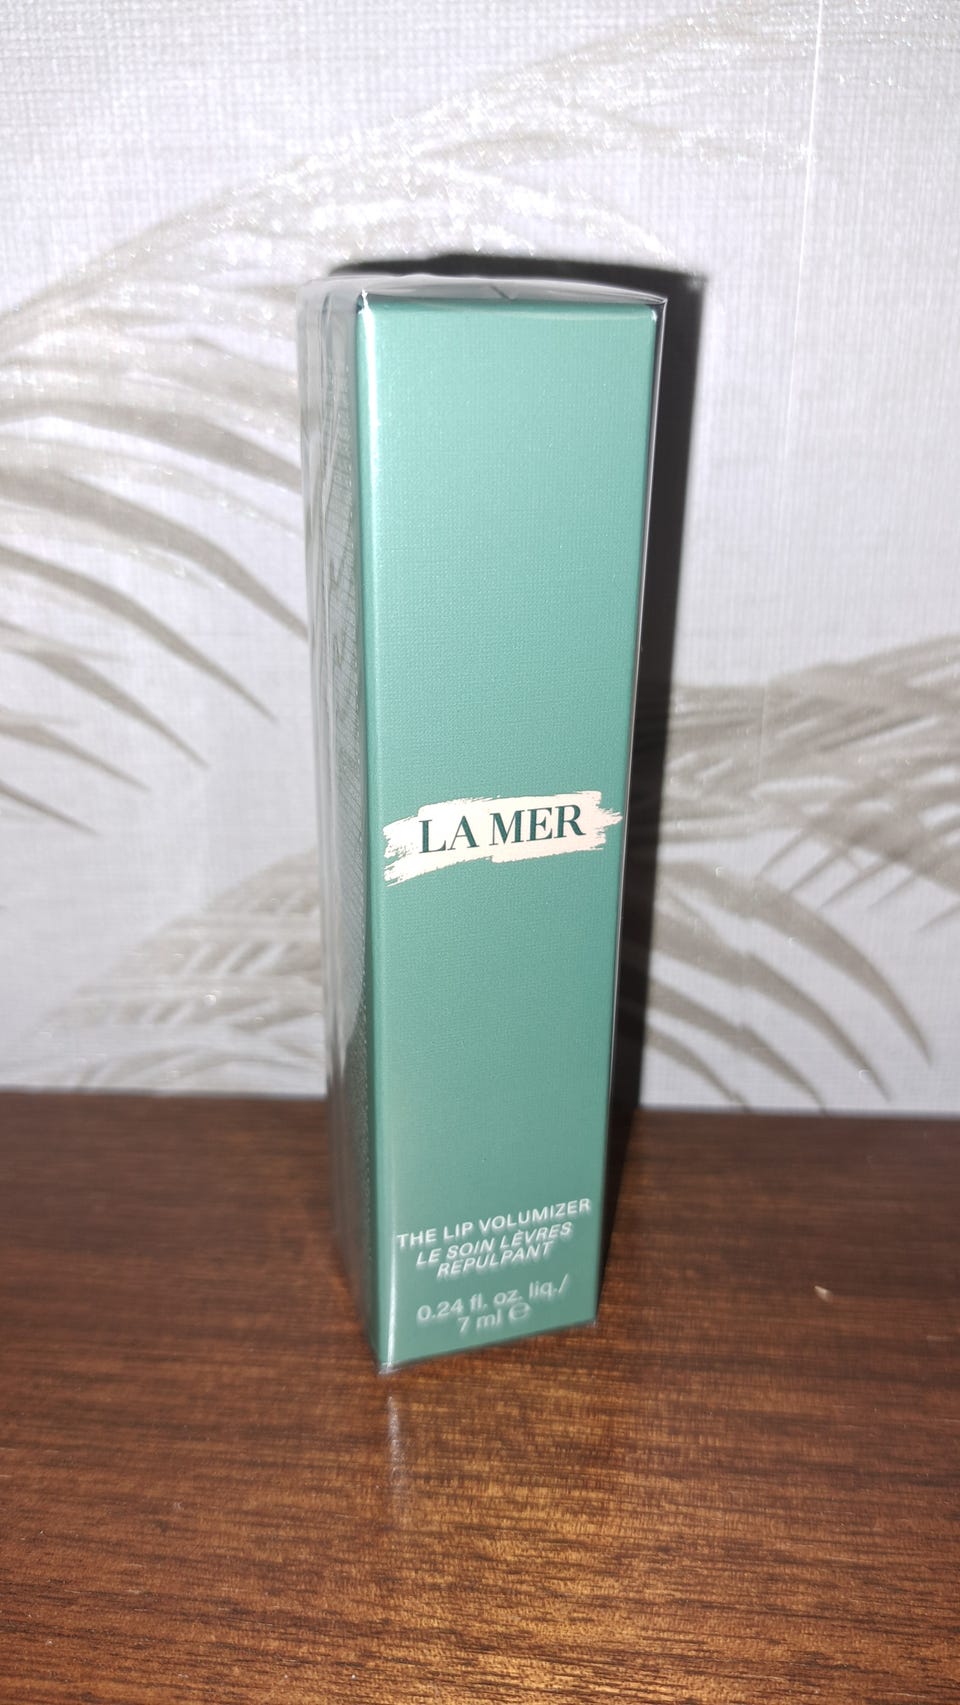 LA MER
THE LIP VOLUMIZER
LE SOIN LÈVRES
REPULPANT
0.24 fl. oz. liq./
7 ml ℮